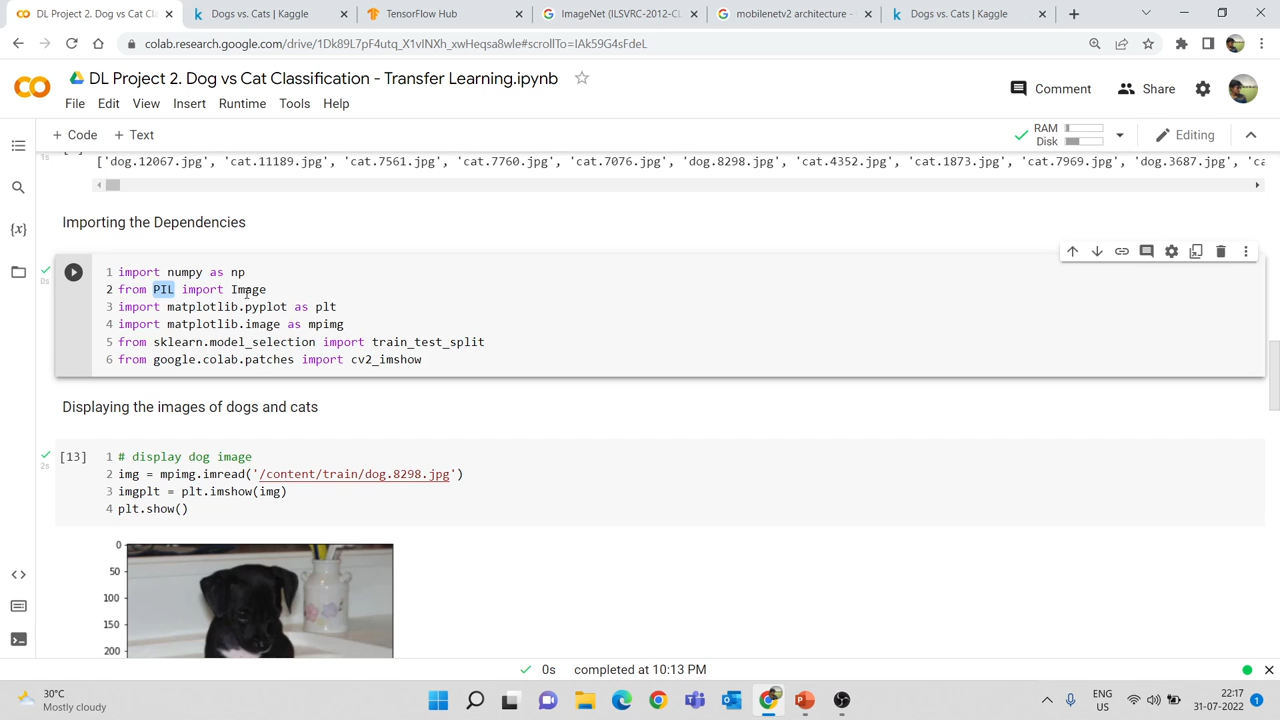 DL Project 2. Dog vs Cat Cl
Dogs vs. Cats | Kaggle
TensorFlow Hub
ImageNet (ILSVRC-2012-CL
mobilenetv2 architecture -
Dogs vs. Cats | Kaggle
colab.research.google.com/drive/1Dk89L7pF4utq_X1vINXh_xwHeqsa8wle#scrollTo=IAk59G4sFdeL
DL Project 2. Dog vs Cat Classification - Transfer Learning.ipynb
Comment
Share
File Edit View Insert Runtime Tools Help
+ Code + Text
RAM
Disk
Editing
1s
['dog.12067.jpg', 'cat.11189.jpg', 'cat.7561.jpg', 'cat.7760.jpg', 'cat.7076.jpg', 'dog.8298.jpg', 'cat.4352.jpg', 'cat.1873.jpg', 'cat.7969.jpg', 'dog.3687.jpg', 'ca
Importing the Dependencies
0s
1 import numpy as np
2 from PIL import Image
3 import matplotlib.pyplot as plt
4 import matplotlib.image as mpimg
5 from sklearn.model_selection import train_test_split
6 from google.colab.patches import cv2_imshow
Displaying the images of dogs and cats
[13]
2s
1 # display dog image
2 img = mpimg.imread('/content/train/dog.8298.jpg')
3 imgplt = plt.imshow(img)
4 plt.show()
0
50
100
150
200
0s completed at 10:13 PM
30°C
Mostly cloudy
ENG
US
22:17
31-07-2022
1